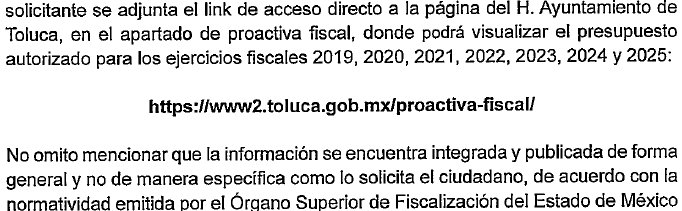 solicitante se adjunta el link de acceso directo a la página del H. Ayuntamiento de
Toluca, en el apartado de proactiva fiscal, donde podrá visualizar el presupuesto
autorizado para los ejercicios fiscales 2019, 2020, 2021, 2022, 2023, 2024 y 2025:
https://www2.toluca.gob.mx/proactiva-fiscal/
No omito mencionar que la información se encuentra integrada y publicada de forma
general y no de manera específica como lo solicita el ciudadano, de acuerdo con la
normatividad emitida por el Órgano Superior de Fiscalización del Estado de México